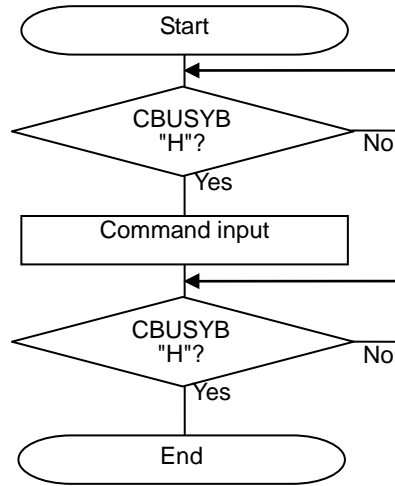 Start
CBUSYB
"H"?
No
Yes
Command input
CBUSYB
"H"?
No
Yes
End